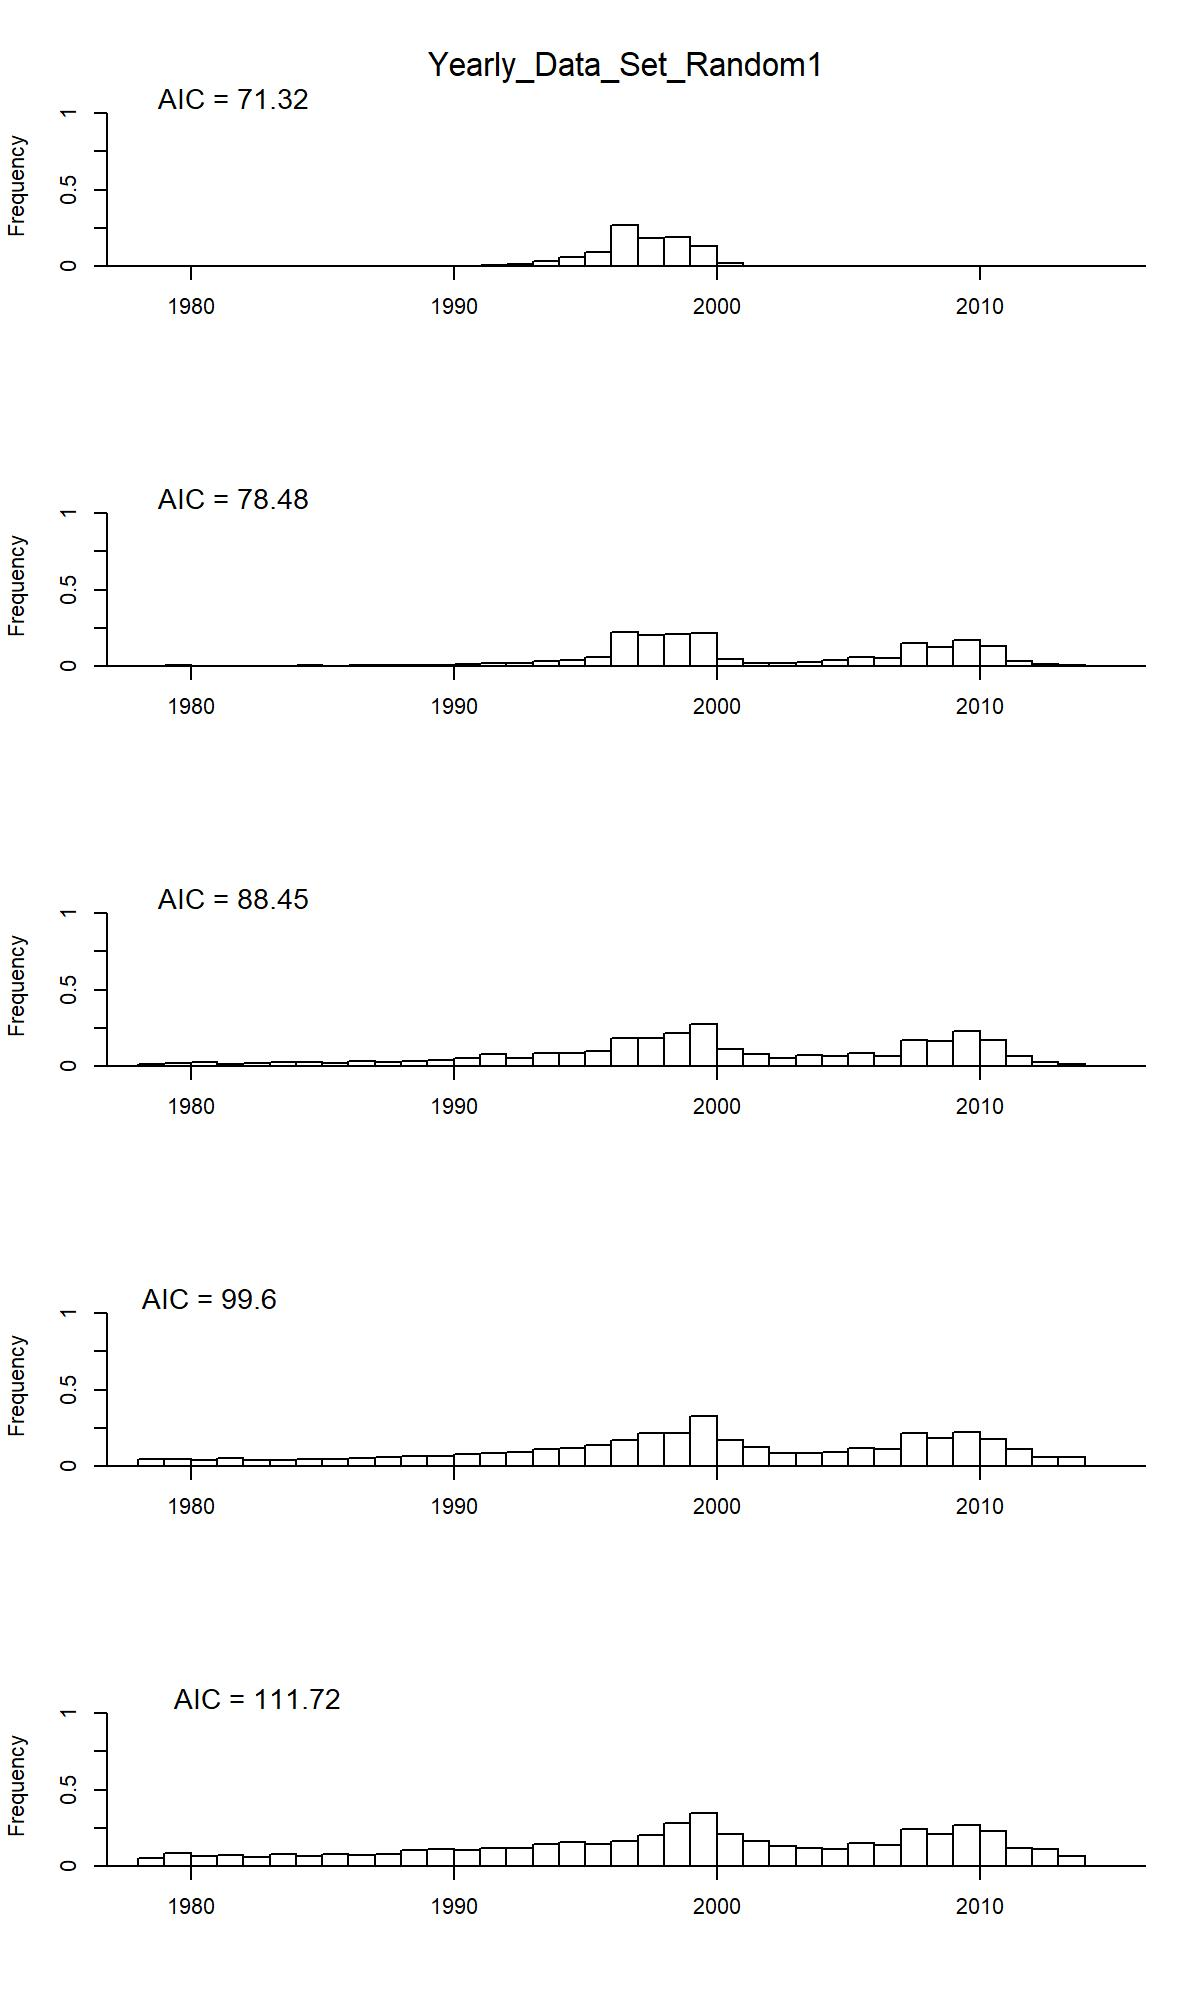 Yearly_Data_Set_Random1
AIC = 71.32
Frequency
1
0.5
0
1980 1990 2000 2010
AIC = 78.48
Frequency
1
0.5
0
1980 1990 2000 2010
AIC = 88.45
Frequency
1
0.5
0
1980 1990 2000 2010
AIC = 99.6
Frequency
1
0.5
0
1980 1990 2000 2010
AIC = 111.72
Frequency
1
0.5
0
1980 1990 2000 2010